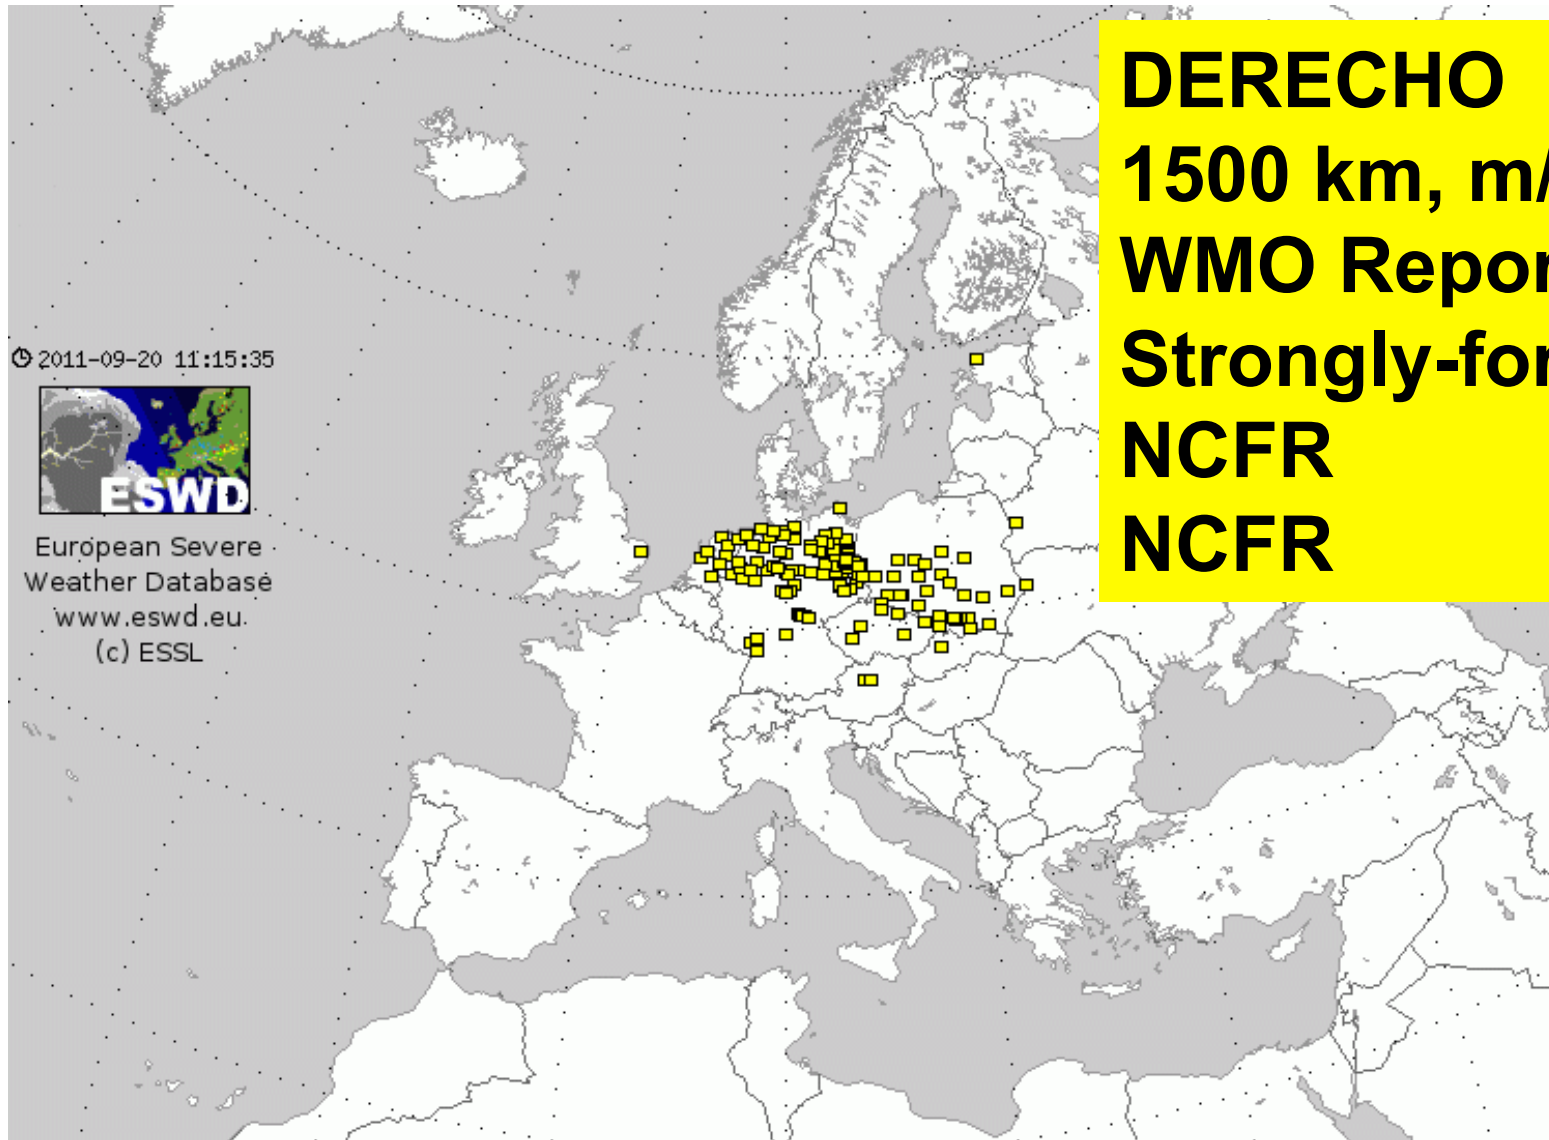 DERECHO
1500 km, m/
WMO Repor
Strongly-for
NCFR
NCFR
2011-09-20 11:15:35
ESWD
European Severe
Weather Database
www.eswd.eu
(c) ESSL